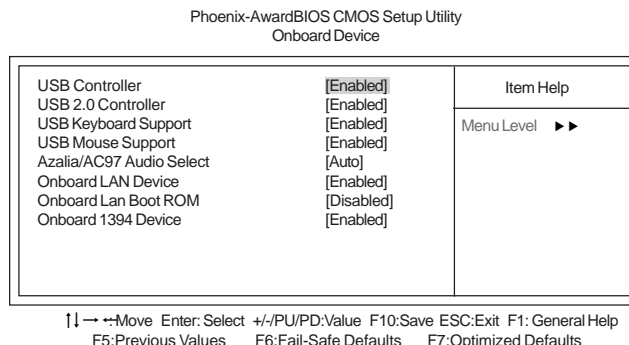 Phoenix-AwardBIOS CMOS Setup Utility
Onboard Device
USB Controller [Enabled]
USB 2.0 Controller [Enabled]
USB Keyboard Support [Enabled]
USB Mouse Support [Enabled]
Azalia/AC97 Audio Select [Auto]
Onboard LAN Device [Enabled]
Onboard Lan Boot ROM [Disabled]
Onboard 1394 Device [Enabled]
Item Help
Menu Level ►►
↑↓→←:Move Enter: Select +/-/PU/PD:Value F10:Save ESC:Exit F1: General Help
F5:Previous Values F6:Fail-Safe Defaults F7:Optimized Defaults